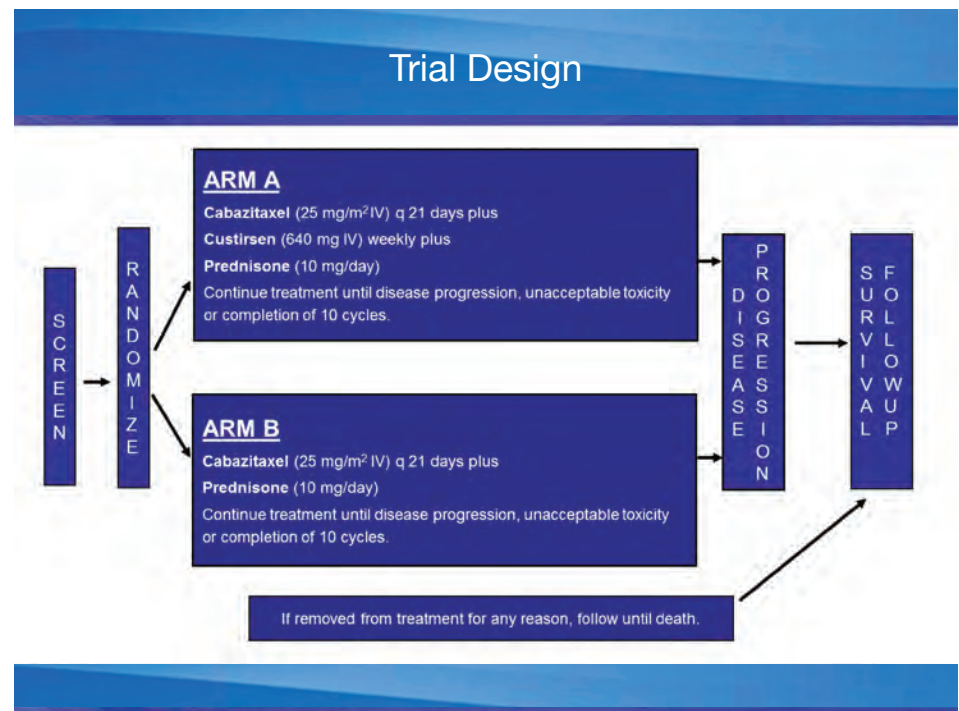 Trial Design
SCREEN
RANDOMIZE
ARM A
Cabazitaxel (25 mg/m² IV) q 21 days plus
Custirsen (640 mg IV) weekly plus
Prednisone (10 mg/day)
Continue treatment until disease progression, unacceptable toxicity
or completion of 10 cycles.
ARM B
Cabazitaxel (25 mg/m² IV) q 21 days plus
Prednisone (10 mg/day)
Continue treatment until disease progression, unacceptable toxicity
or completion of 10 cycles.
DISEASE
PROGRESSION
SURVIVAL
FOLLOWUP
If removed from treatment for any reason, follow until death.